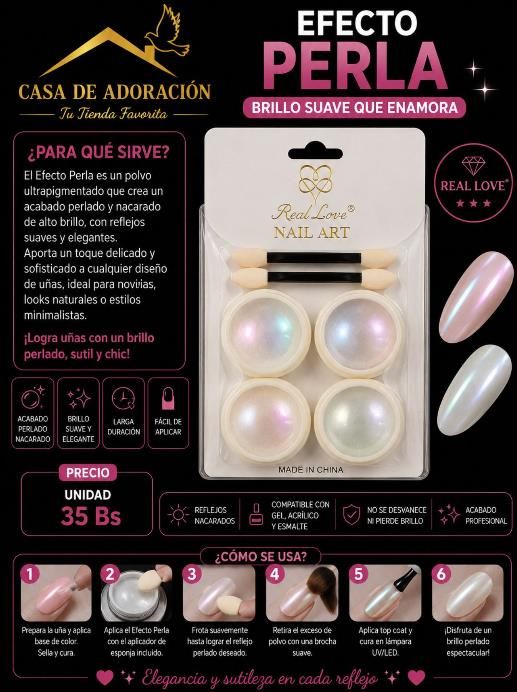 CASA DE ADORACIÓN
Tu Tienda Favorita
EFECTO
PERLA
BRILLO SUAVE QUE ENAMORA
¿PARA QUÉ SIRVE?
El Efecto Perla es un polvo
ultrapigmentado que crea un
acabado perlado y nacarado
de alto brillo, con reflejos
suaves y elegantes.
Aporta un toque delicado y
sofisticado a cualquier diseño
de uñas, ideal para noviias,
looks naturales o estilos
minimalistas.
¡Logra uñas con un brillo
perlado, sutil y chic!
ACABADO
PERLADO
NACARADO
BRILLO
SUAVE Y
ELEGANTE
LARGA
DURACIÓN
FÁCIL DE
APLICAR
Real Love®
NAIL ART
MADE IN CHINA
REAL LOVE®
PRECIO
UNIDAD
35 Bs
REFLEJOS
NACARADOS
COMPATIBLE CON
GEL, ACRÍLICO
Y ESMALTE
NO SE DESVANECE
NI PIERDE BRILLO
ACABADO
PROFESIONAL
¿CÓMO SE USA?
1
Prepara la uña y aplica
base de color.
Sella y cura.
2
Aplica el Efecto Perla
con el aplicador de
esponja incluido.
3
Frota suavemente
hasta lograr el reflejo
perlado deseado.
4
Retira el exceso de
polvo con una brocha
suave.
5
Aplica top coat y
cura en lámpara
UV/LED.
6
¡Disfruta de un
brillo perlado
espectacular!
Elegancia y sutileza en cada reflejo